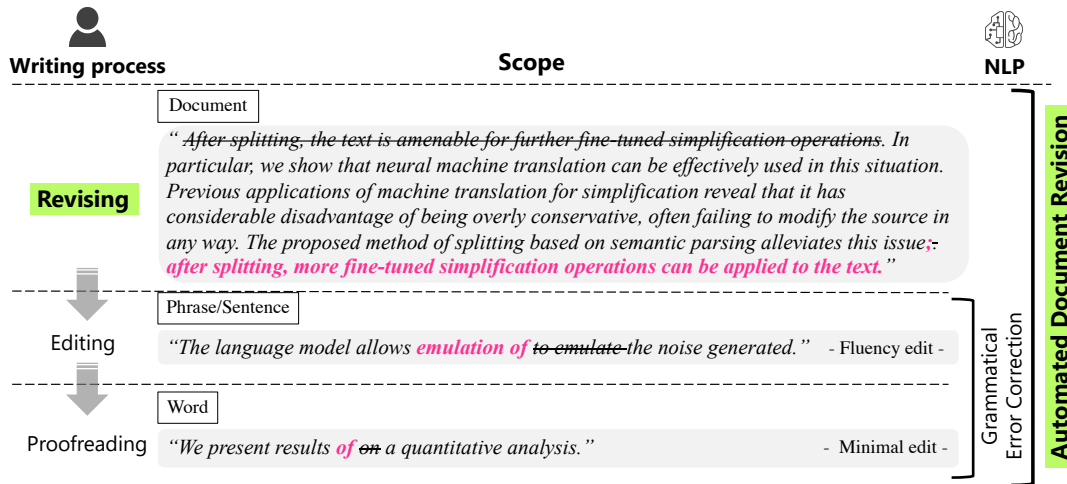 Writing process
Scope
NLP
Document
“ After splitting, the text is amenable for further fine-tuned simplification operations. In
particular, we show that neural machine translation can be effectively used in this situation.
Previous applications of machine translation for simplification reveal that it has
considerable disadvantage of being overly conservative, often failing to modify the source in
any way. The proposed method of splitting based on semantic parsing alleviates this issue;.
after splitting, more fine-tuned simplification operations can be applied to the text.”
Revising
Phrase/Sentence
Editing
“The language model allows emulation of to emulate the noise generated.” - Fluency edit -
Word
Proofreading
“We present results of on a quantitative analysis.” - Minimal edit -
Grammatical
Error Correction
Automated Document Revision